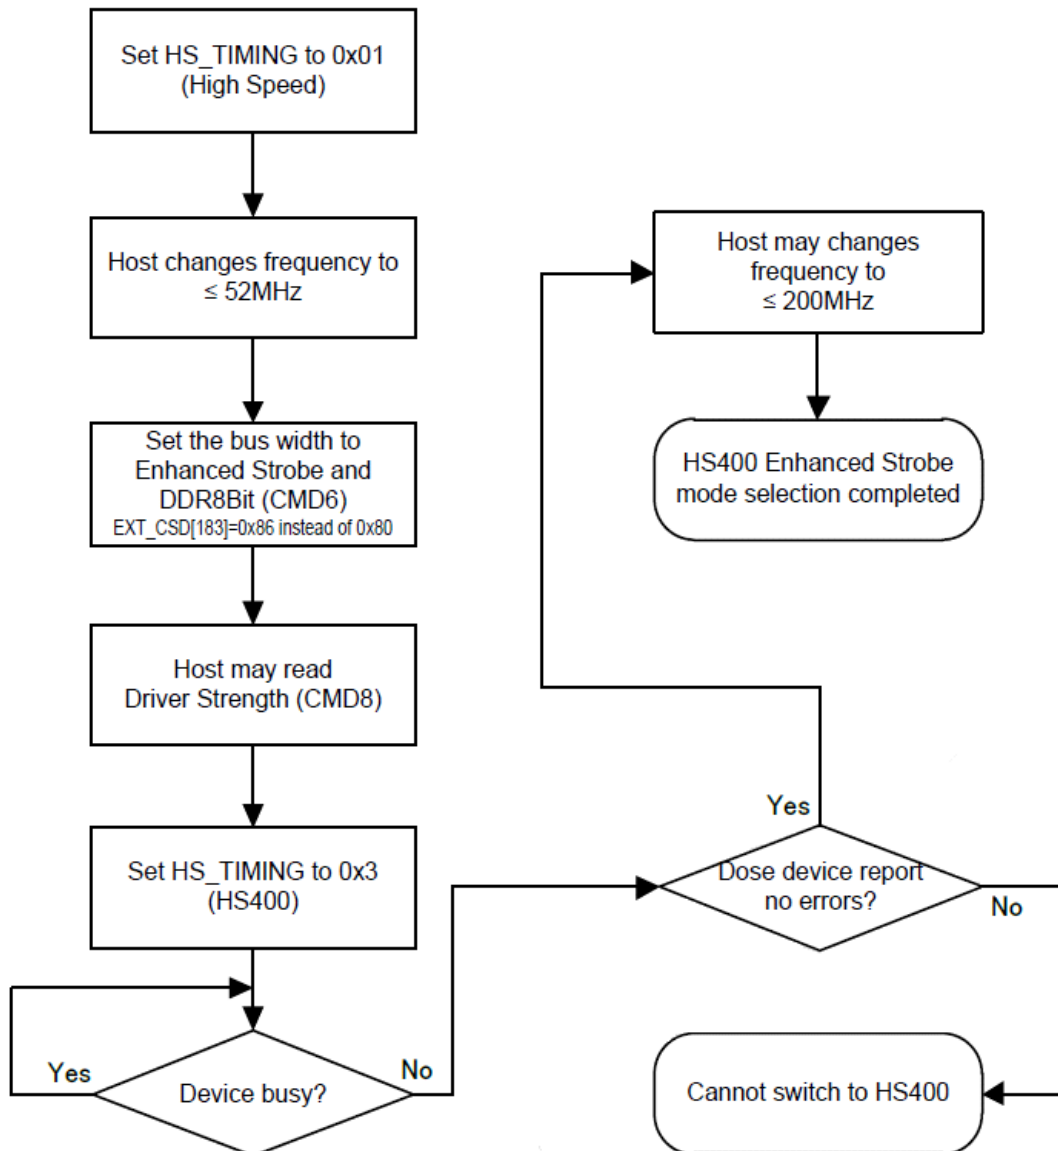 Set HS_TIMING to 0x01
(High Speed)
Host changes frequency to
≤ 52MHz
Set the bus width to
Enhanced Strobe and
DDR8Bit (CMD6)
EXT_CSD[183]=0x86 instead of 0x80
Host may read
Driver Strength (CMD8)
Set HS_TIMING to 0x3
(HS400)
Device busy?
Yes
No
Dose device report
no errors?
Yes
No
Host may changes
frequency to
≤ 200MHz
HS400 Enhanced Strobe
mode selection completed
Cannot switch to HS400